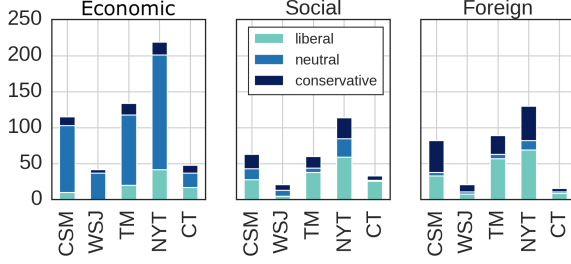 Economic
Social
Foreign
250
200
150
100
50
0
liberal
neutral
conservative
CSM
WSJ
TM
NYT
CT
CSM
WSJ
TM
NYT
CT
CSM
WSJ
TM
NYT
CT